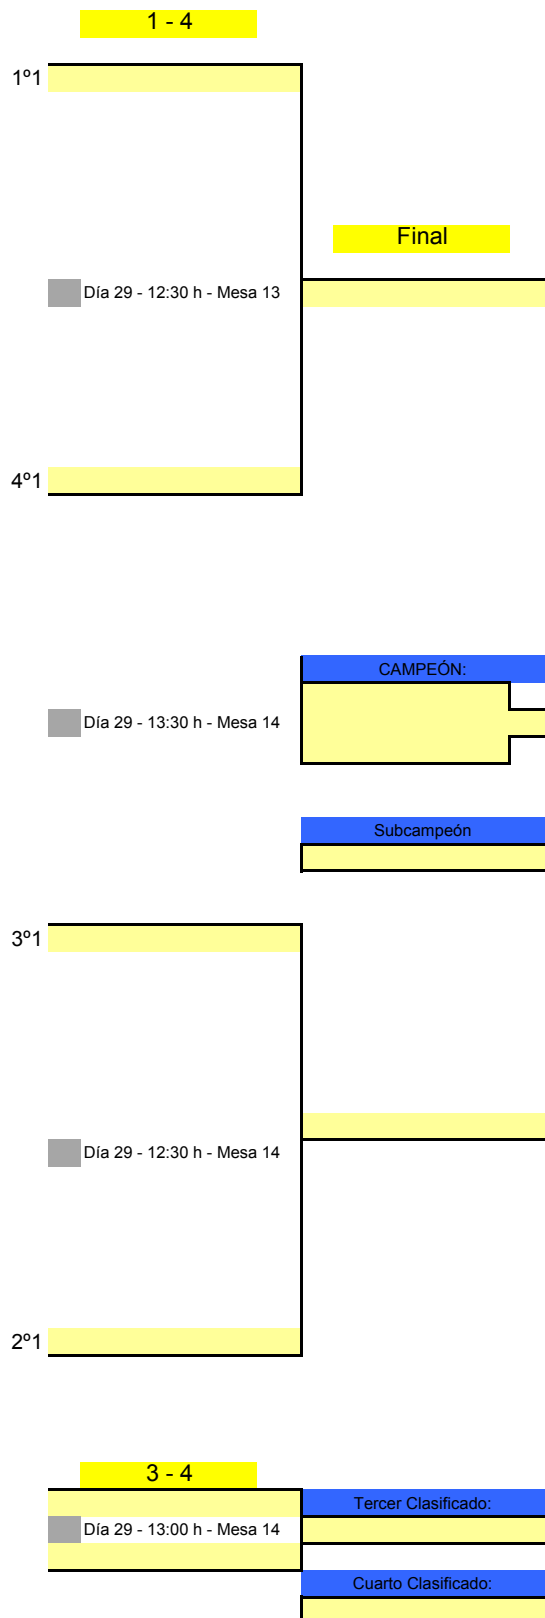 1 - 4
1º1
Final
Día 29 - 12:30 h - Mesa 13
4º1
CAMPEÓN:
Día 29 - 13:30 h - Mesa 14
Subcampeón
3º1
Día 29 - 12:30 h - Mesa 14
2º1
3 - 4
Tercer Clasificado:
Día 29 - 13:00 h - Mesa 14
Cuarto Clasificado: